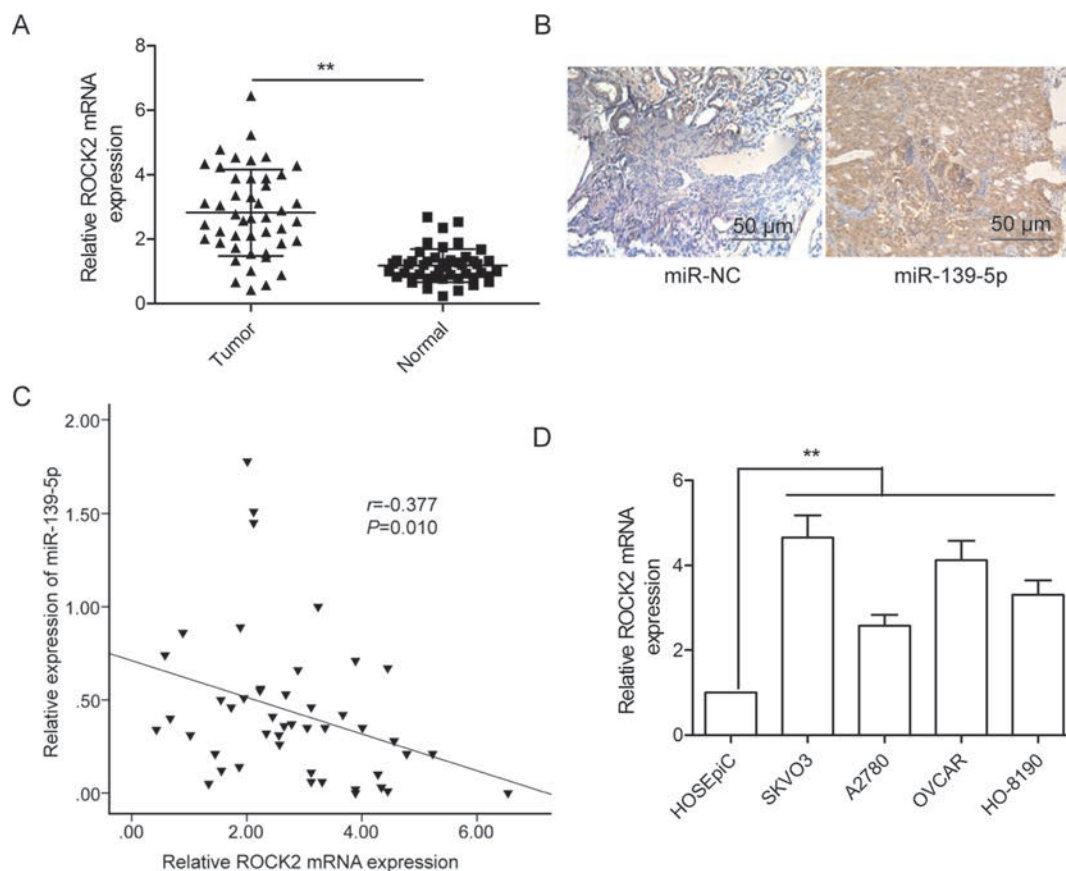 A
Relative ROCK2 mRNA
expression
8
6
4
2
0
**
Tumor
Normal
B
50 µm
50 µm
miR-NC
miR-139-5p
C
Relative expression of miR-139-5p
2.00
1.50
1.00
.50
.00
r=-0.377
P=0.010
.00
2.00
4.00
6.00
Relative ROCK2 mRNA expression
D
Relative ROCK2 mRNA
expression
6
4
2
0
**
HOSEpiC
SKVO3
A2780
OVCAR
HO-8190